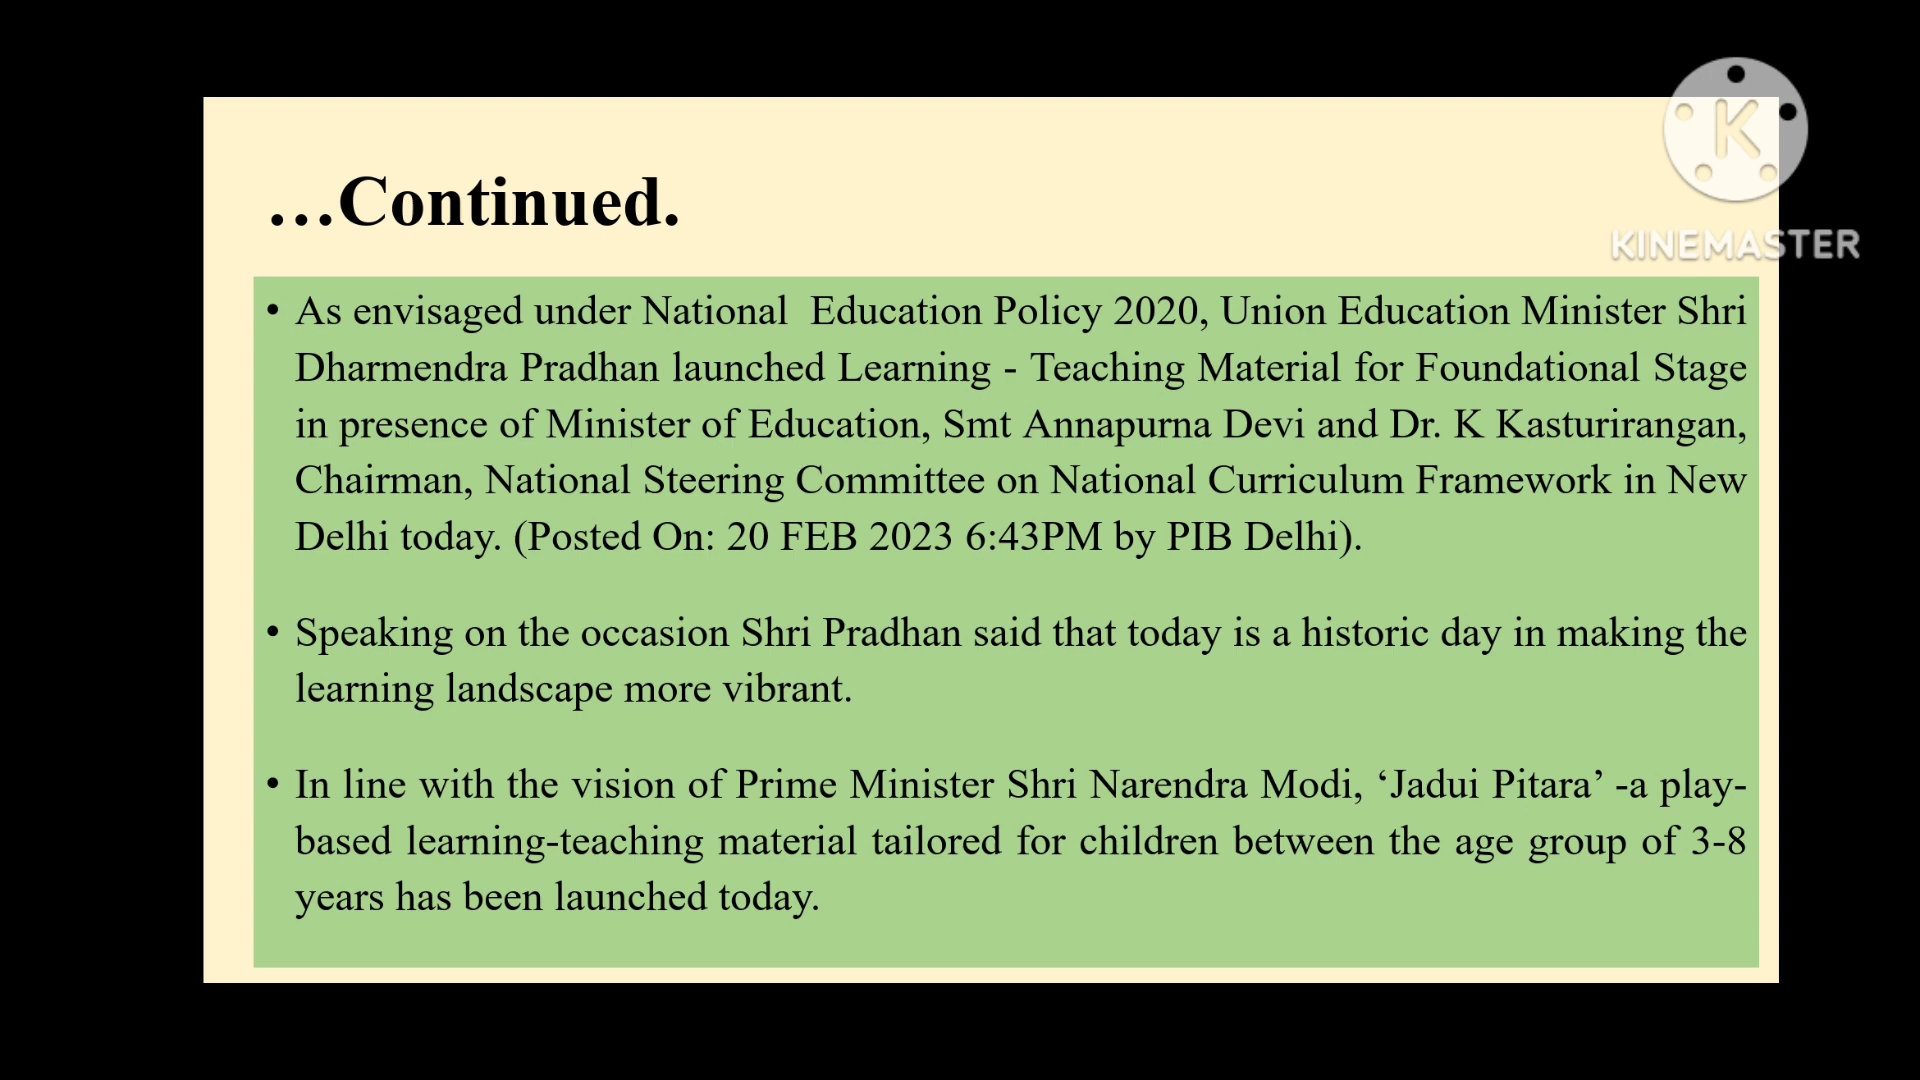 K
KINEMASTER
…Continued.
• As envisaged under National  Education Policy 2020, Union Education Minister Shri
Dharmendra Pradhan launched Learning - Teaching Material for Foundational Stage
in presence of Minister of Education, Smt Annapurna Devi and Dr. K Kasturirangan,
Chairman, National Steering Committee on National Curriculum Framework in New
Delhi today. (Posted On: 20 FEB 2023 6:43PM by PIB Delhi).
• Speaking on the occasion Shri Pradhan said that today is a historic day in making the
learning landscape more vibrant.
• In line with the vision of Prime Minister Shri Narendra Modi, ‘Jadui Pitara’ -a play-
based learning-teaching material tailored for children between the age group of 3-8
years has been launched today.